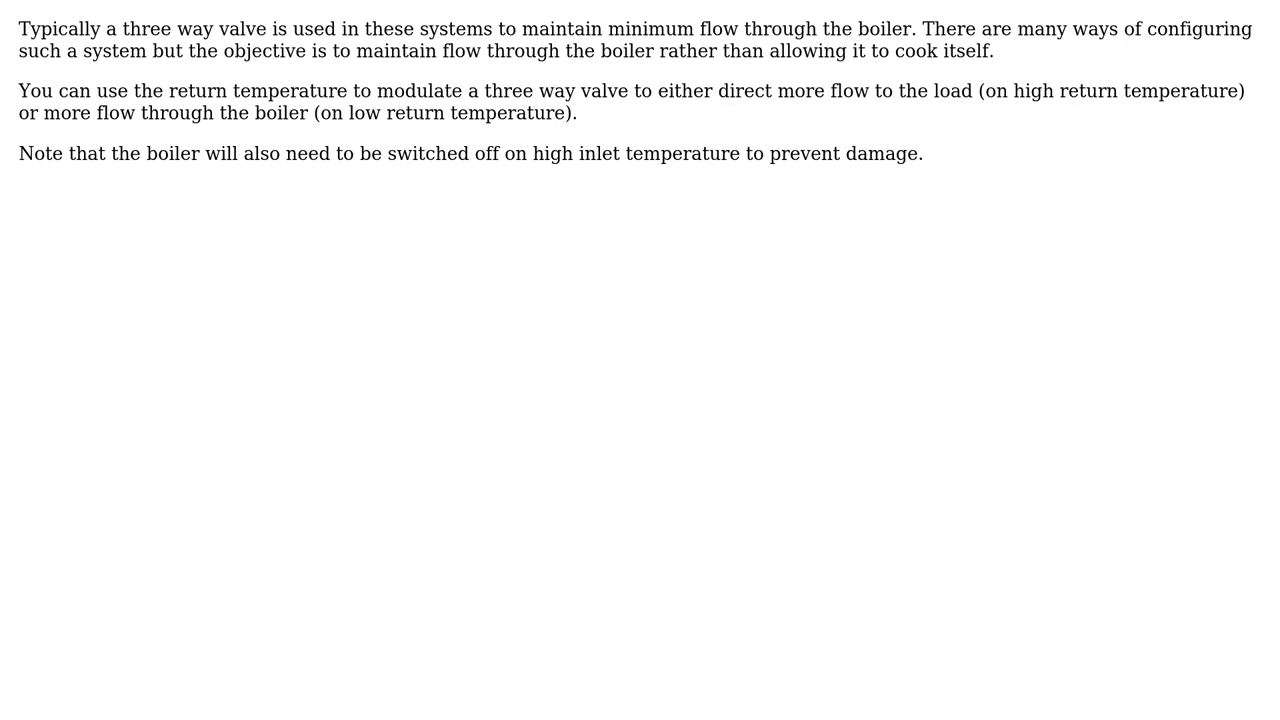 Typically a three way valve is used in these systems to maintain minimum flow through the boiler. There are many ways of configuring
such a system but the objective is to maintain flow through the boiler rather than allowing it to cook itself.
You can use the return temperature to modulate a three way valve to either direct more flow to the load (on high return temperature)
or more flow through the boiler (on low return temperature).
Note that the boiler will also need to be switched off on high inlet temperature to prevent damage.